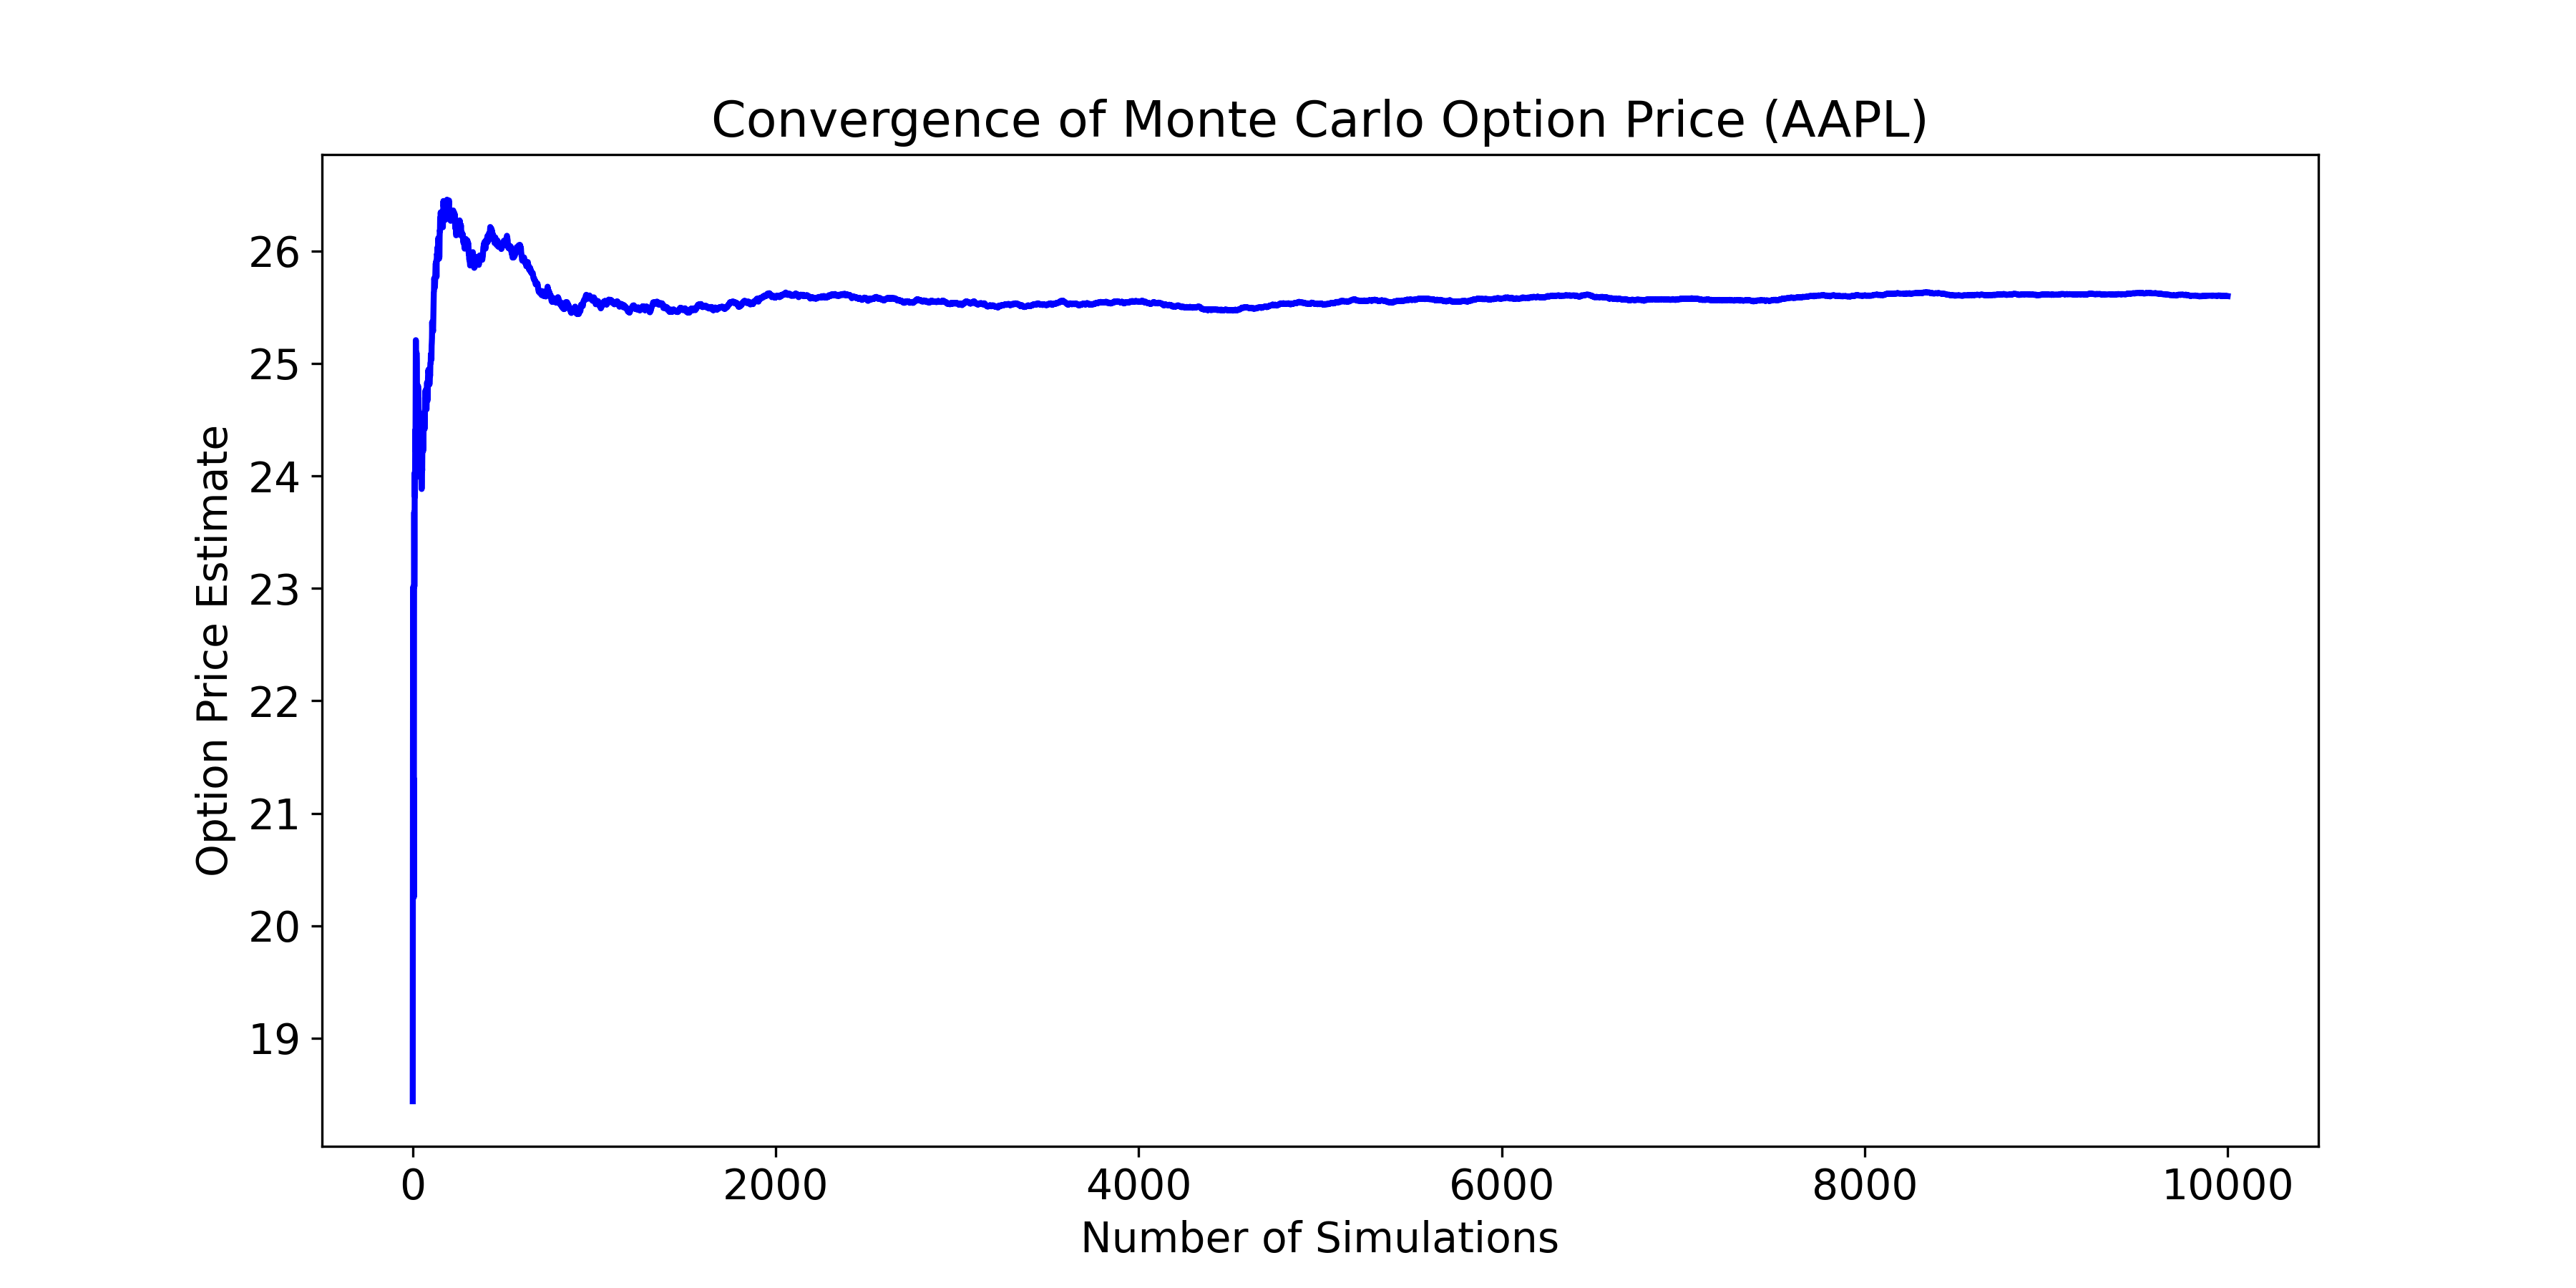 Convergence of Monte Carlo Option Price (AAPL)
Option Price Estimate
26
25
24
23
22
21
20
19
0 2000 4000 6000 8000 10000
Number of Simulations